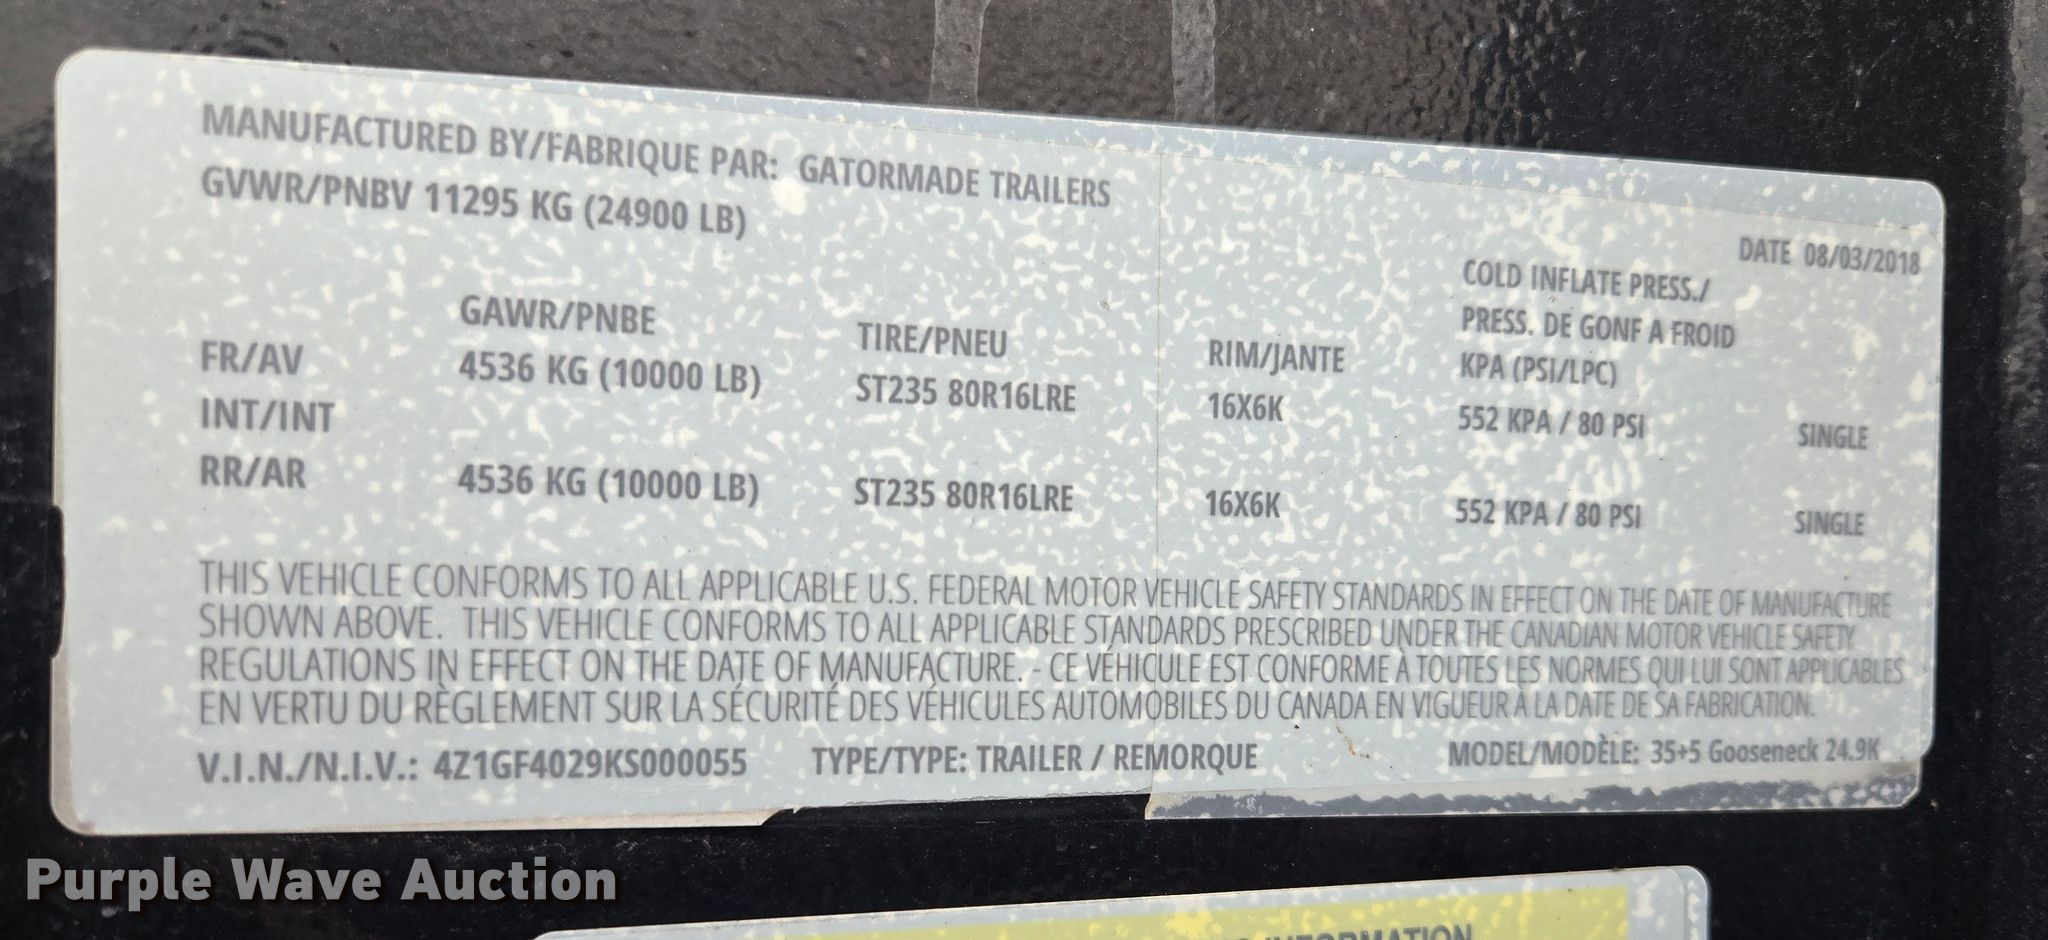 MANUFACTURED BY/FABRIQUE PAR: GATORMADE TRAILERS
GVWR/PNBV 11295 KG (24900 LB)
DATE 08/03/2018
GAWR/PNBE TIRE/PNEU RIM/JANTE COLD INFLATE PRESS./
PRESS. DE GONF A FROID
KPA (PSI/LPC)
FR/AV 4536 KG (10000 LB) ST235 80R16LRE 16X6K 552 KPA / 80 PSI SINGLE
INT/INT
RR/AR 4536 KG (10000 LB) ST235 80R16LRE 16X6K 552 KPA / 80 PSI SINGLE
THIS VEHICLE CONFORMS TO ALL APPLICABLE U.S. FEDERAL MOTOR VEHICLE SAFETY STANDARDS IN EFFECT ON THE DATE OF MANUFACTURE
SHOWN ABOVE. THIS VEHICLE CONFORMS TO ALL APPLICABLE STANDARDS PRESCRIBED UNDER THE CANADIAN MOTOR VEHICLE SAFETY
REGULATIONS IN EFFECT ON THE DATE OF MANUFACTURE. - CE VÉHICULE EST CONFORME À TOUTES LES NORMES QUI LUI SONT APPLICABLES
EN VERTU DU RÈGLEMENT SUR LA SÉCURITÉ DES VÉHICULES AUTOMOBILES DU CANADA EN VIGUEUR À LA DATE DE SA FABRICATION.
V.I.N./N.I.V.: 4Z1GF4029KS000055 TYPE/TYPE: TRAILER / REMORQUE MODEL/MODÈLE: 35+5 Gooseneck 24.9K
Purple Wave Auction
INFORMATION